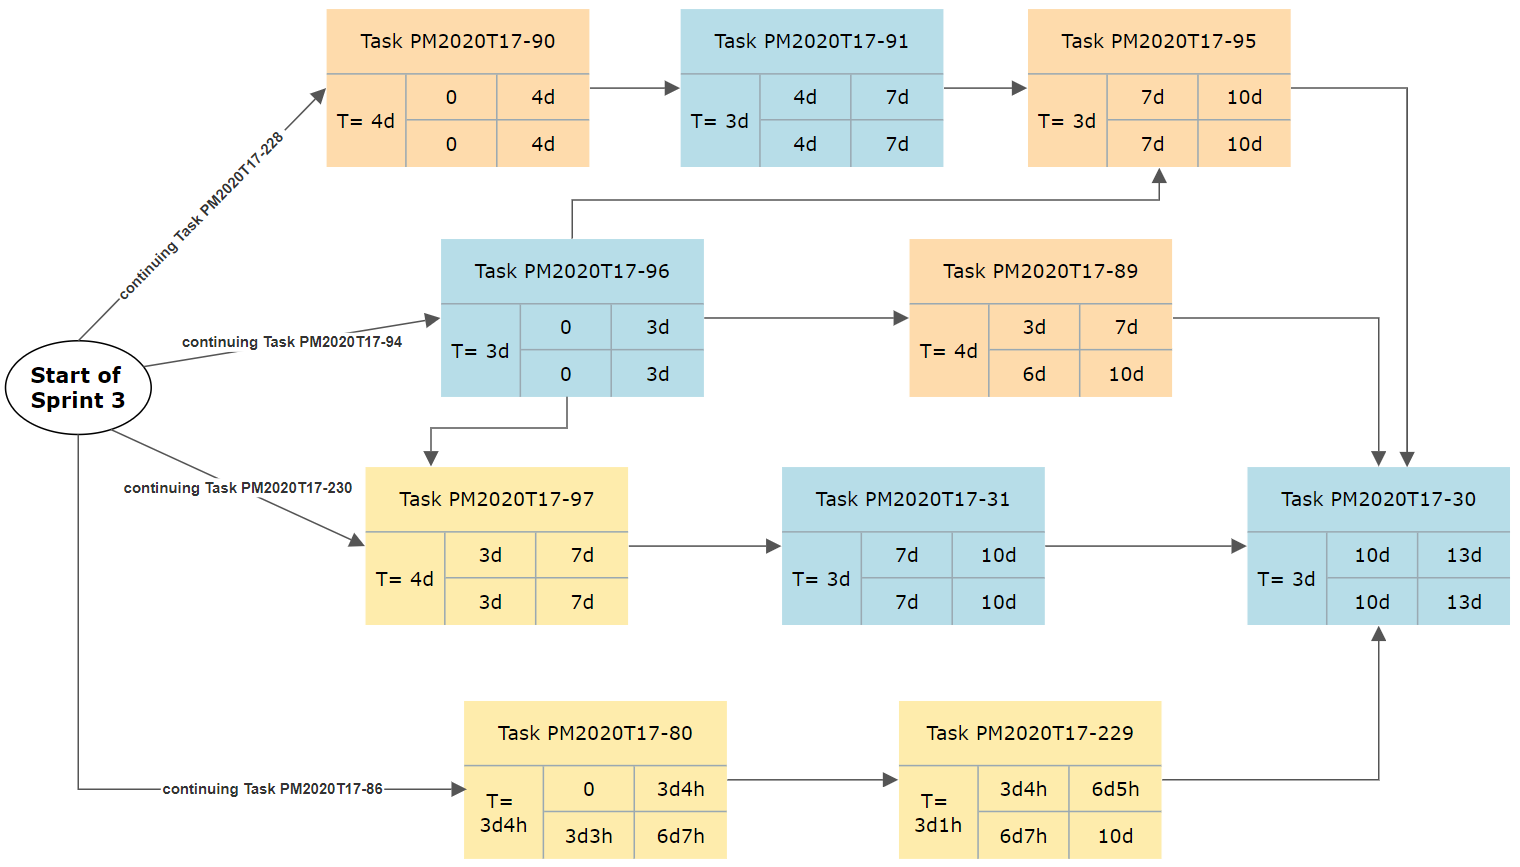 Task PM2020T17-90
T= 4d
0
4d
0
4d
Task PM2020T17-91
T= 3d
4d
7d
4d
7d
Task PM2020T17-95
T= 3d
7d
10d
7d
10d
continuing Task PM2020T17-228
Task PM2020T17-96
T= 3d
0
3d
0
3d
Task PM2020T17-89
T= 4d
3d
7d
6d
10d
continuing Task PM2020T17-94
Start of
Sprint 3
continuing Task PM2020T17-230
Task PM2020T17-97
T= 4d
3d
7d
3d
7d
Task PM2020T17-31
T= 3d
7d
10d
7d
10d
Task PM2020T17-30
T= 3d
10d
13d
10d
13d
continuing Task PM2020T17-86
Task PM2020T17-80
T=
3d4h
0
3d4h
3d3h
6d7h
Task PM2020T17-229
T=
3d1h
3d4h
6d5h
6d7h
10d